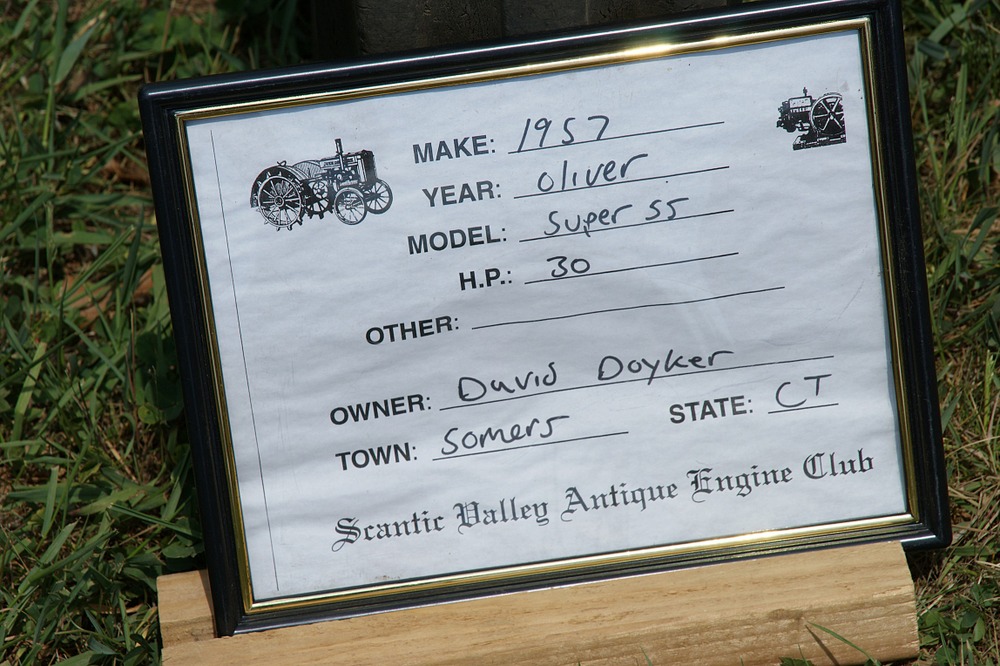 MAKE: 1957
YEAR: Oliver
MODEL: Super 55
H.P.: 30
OTHER:
OWNER: David Doyker
TOWN: Somers STATE: CT
Scantic Valley Antique Engine Club